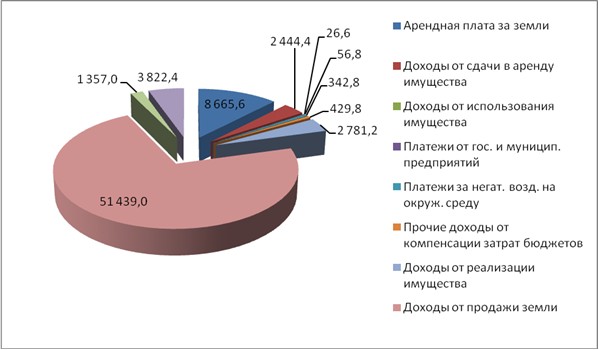 2 444,4
26,6
56,8
342,8
429,8
2 781,2
1 357,0
3 822,4
8 665,6
51 439,0
Арендная плата за земли
Доходы от сдачи в аренду
имущества
Доходы от использования
имущества
Платежи от гос. и муницип.
предприятий
Платежи за негат. возд. на
окруж. среду
Прочие доходы от
компенсации затрат бюджетов
Доходы от реализации
имущества
Доходы от продажи земли